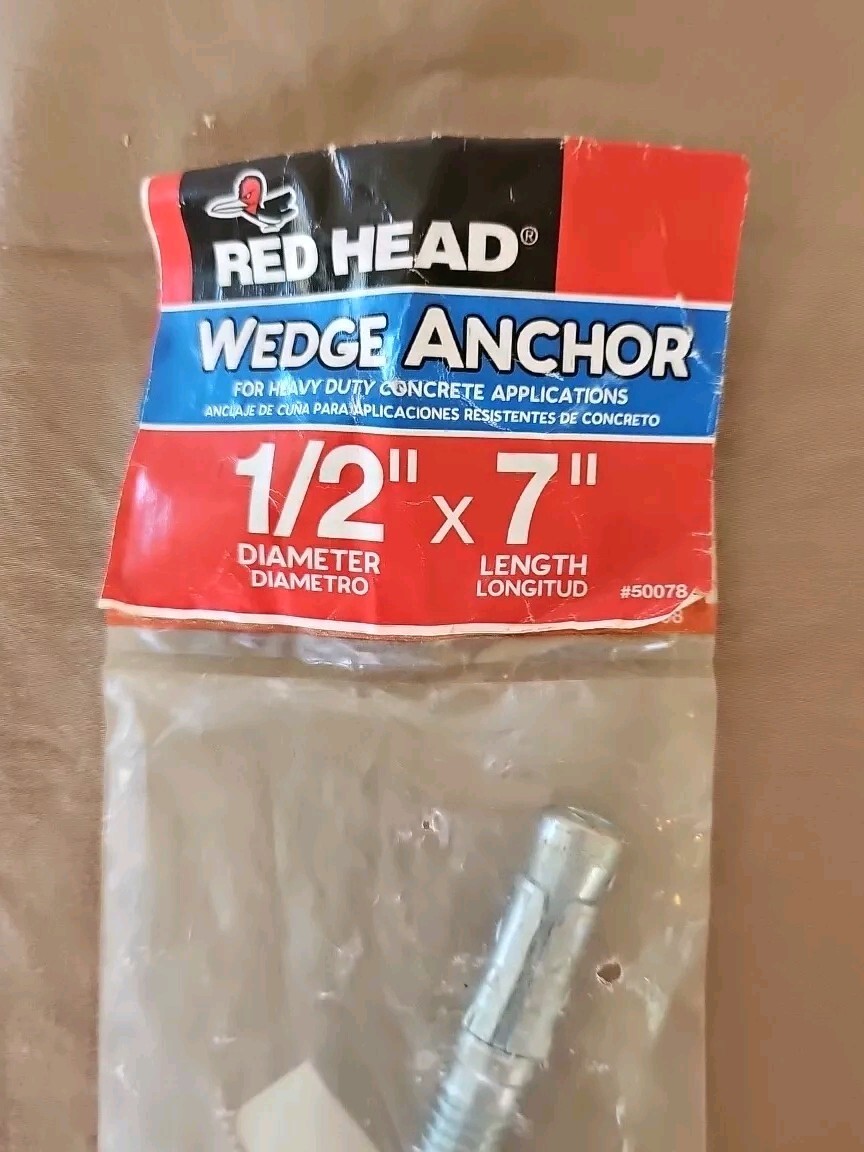 RED HEAD®
WEDGE ANCHOR
FOR HEAVY DUTY CONCRETE APPLICATIONS
ANCLAJE DE CUÑA PARA APLICACIONES RESISTENTES DE CONCRETO
1/2" x 7"
DIAMETER LENGTH
DIAMETRO LONGITUD #50078